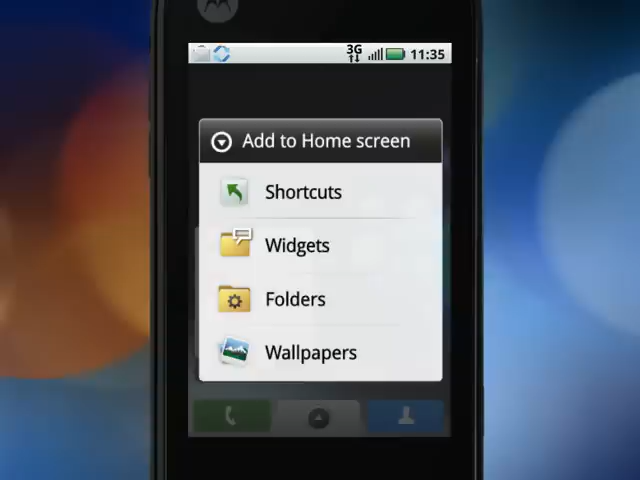 3G
11:35
Add to Home screen
Shortcuts
Widgets
Folders
Wallpapers